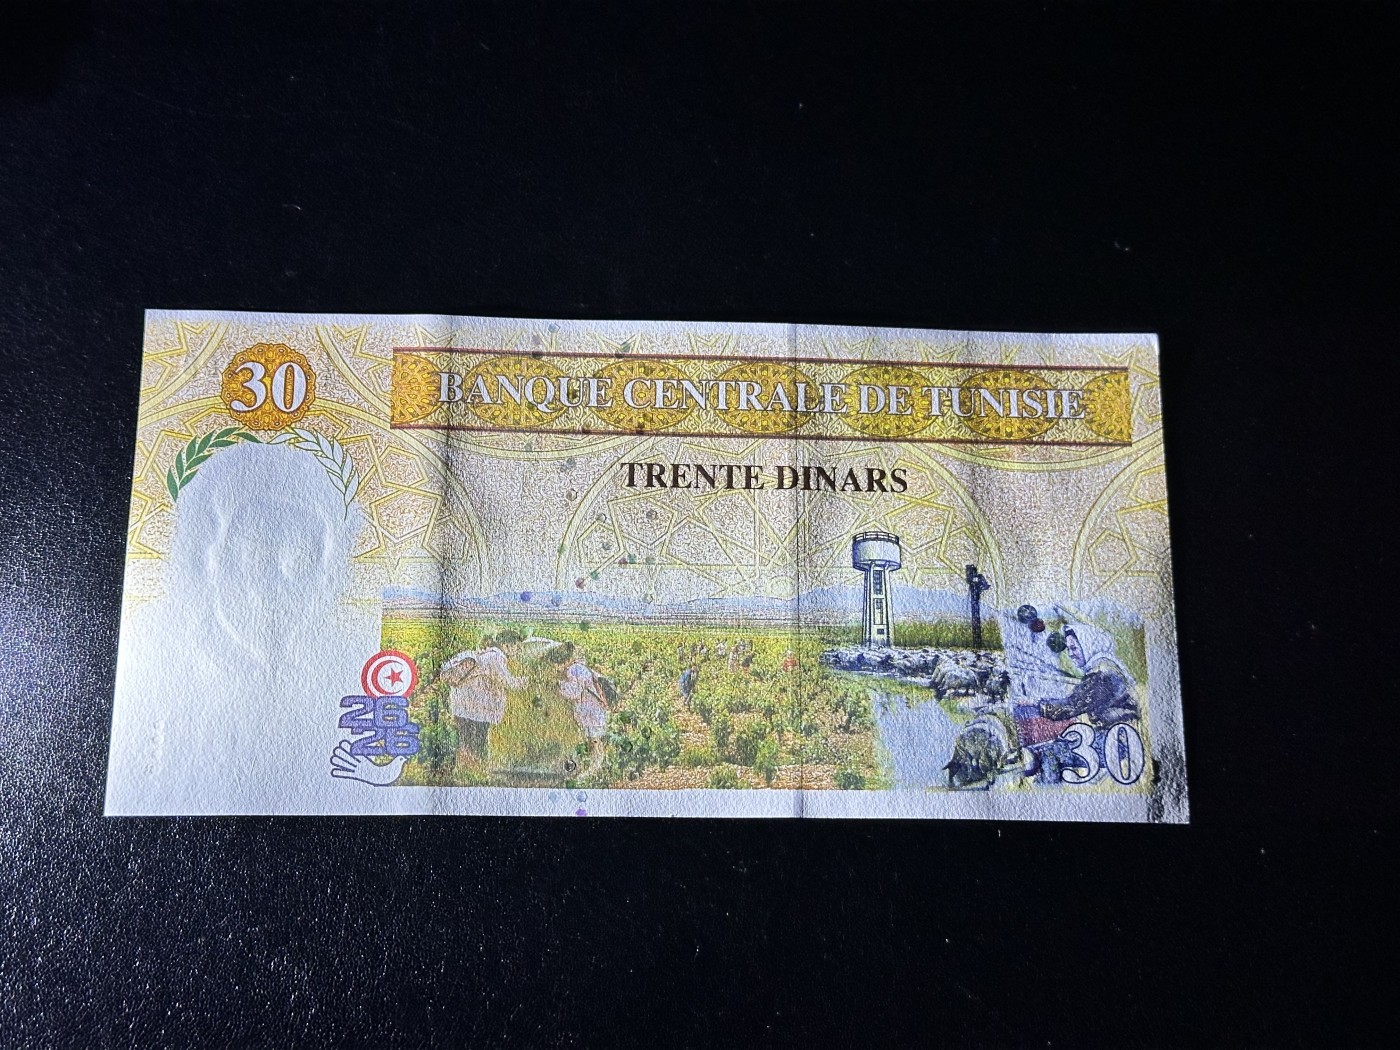 30
BANQUE CENTRALE DE TUNISIE
TRENTE DINARS
26
26
30